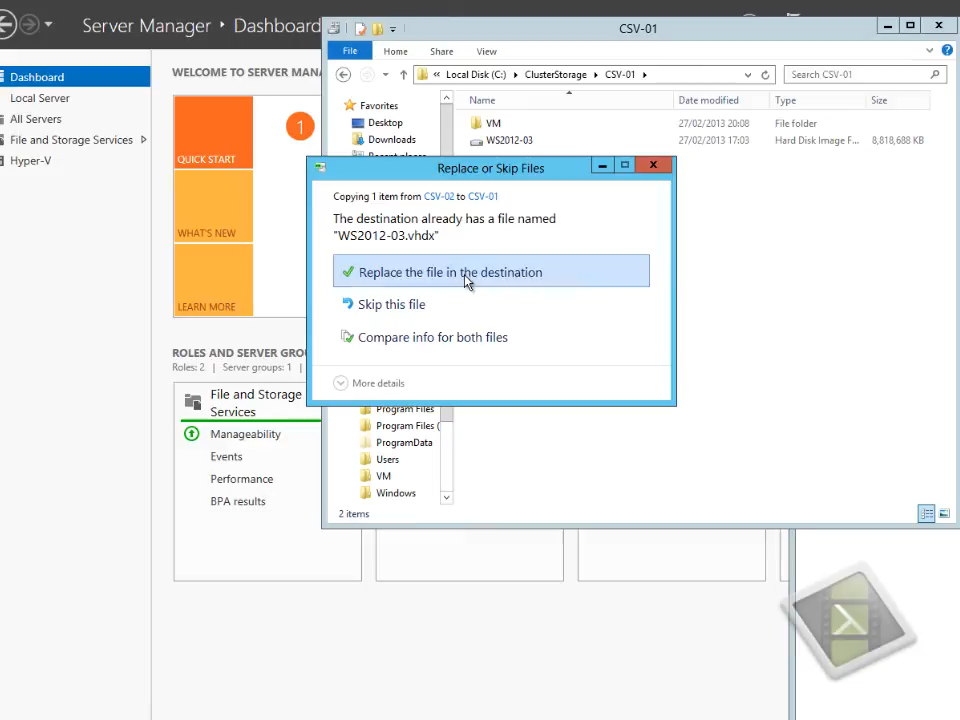 Server Manager • Dashboard
CSV-01
File
Home
Share
View
« Local Disk (C:) › ClusterStorage › CSV-01 ›
Search CSV-01
Dashboard
Local Server
All Servers
File and Storage Services
Hyper-V
WELCOME TO SERVER MANA
1
QUICK START
WHAT'S NEW
LEARN MORE
Favorites
Desktop
Downloads
Name
Date modified
Type
Size
VM
27/02/2013 20:08
File folder
WS2012-03
27/02/2013 17:03
Hard Disk Image F...
8,818,688 KB
Replace or Skip Files
Copying 1 item from CSV-02 to CSV-01
The destination already has a file named
"WS2012-03.vhdx"
Replace the file in the destination
Skip this file
Compare info for both files
More details
ROLES AND SERVER GROU
Roles: 2 | Server groups: 1 |
File and Storage
Services
Manageability
Events
Performance
BPA results
Program Files
Program Files (
ProgramData
Users
VM
Windows
2 items